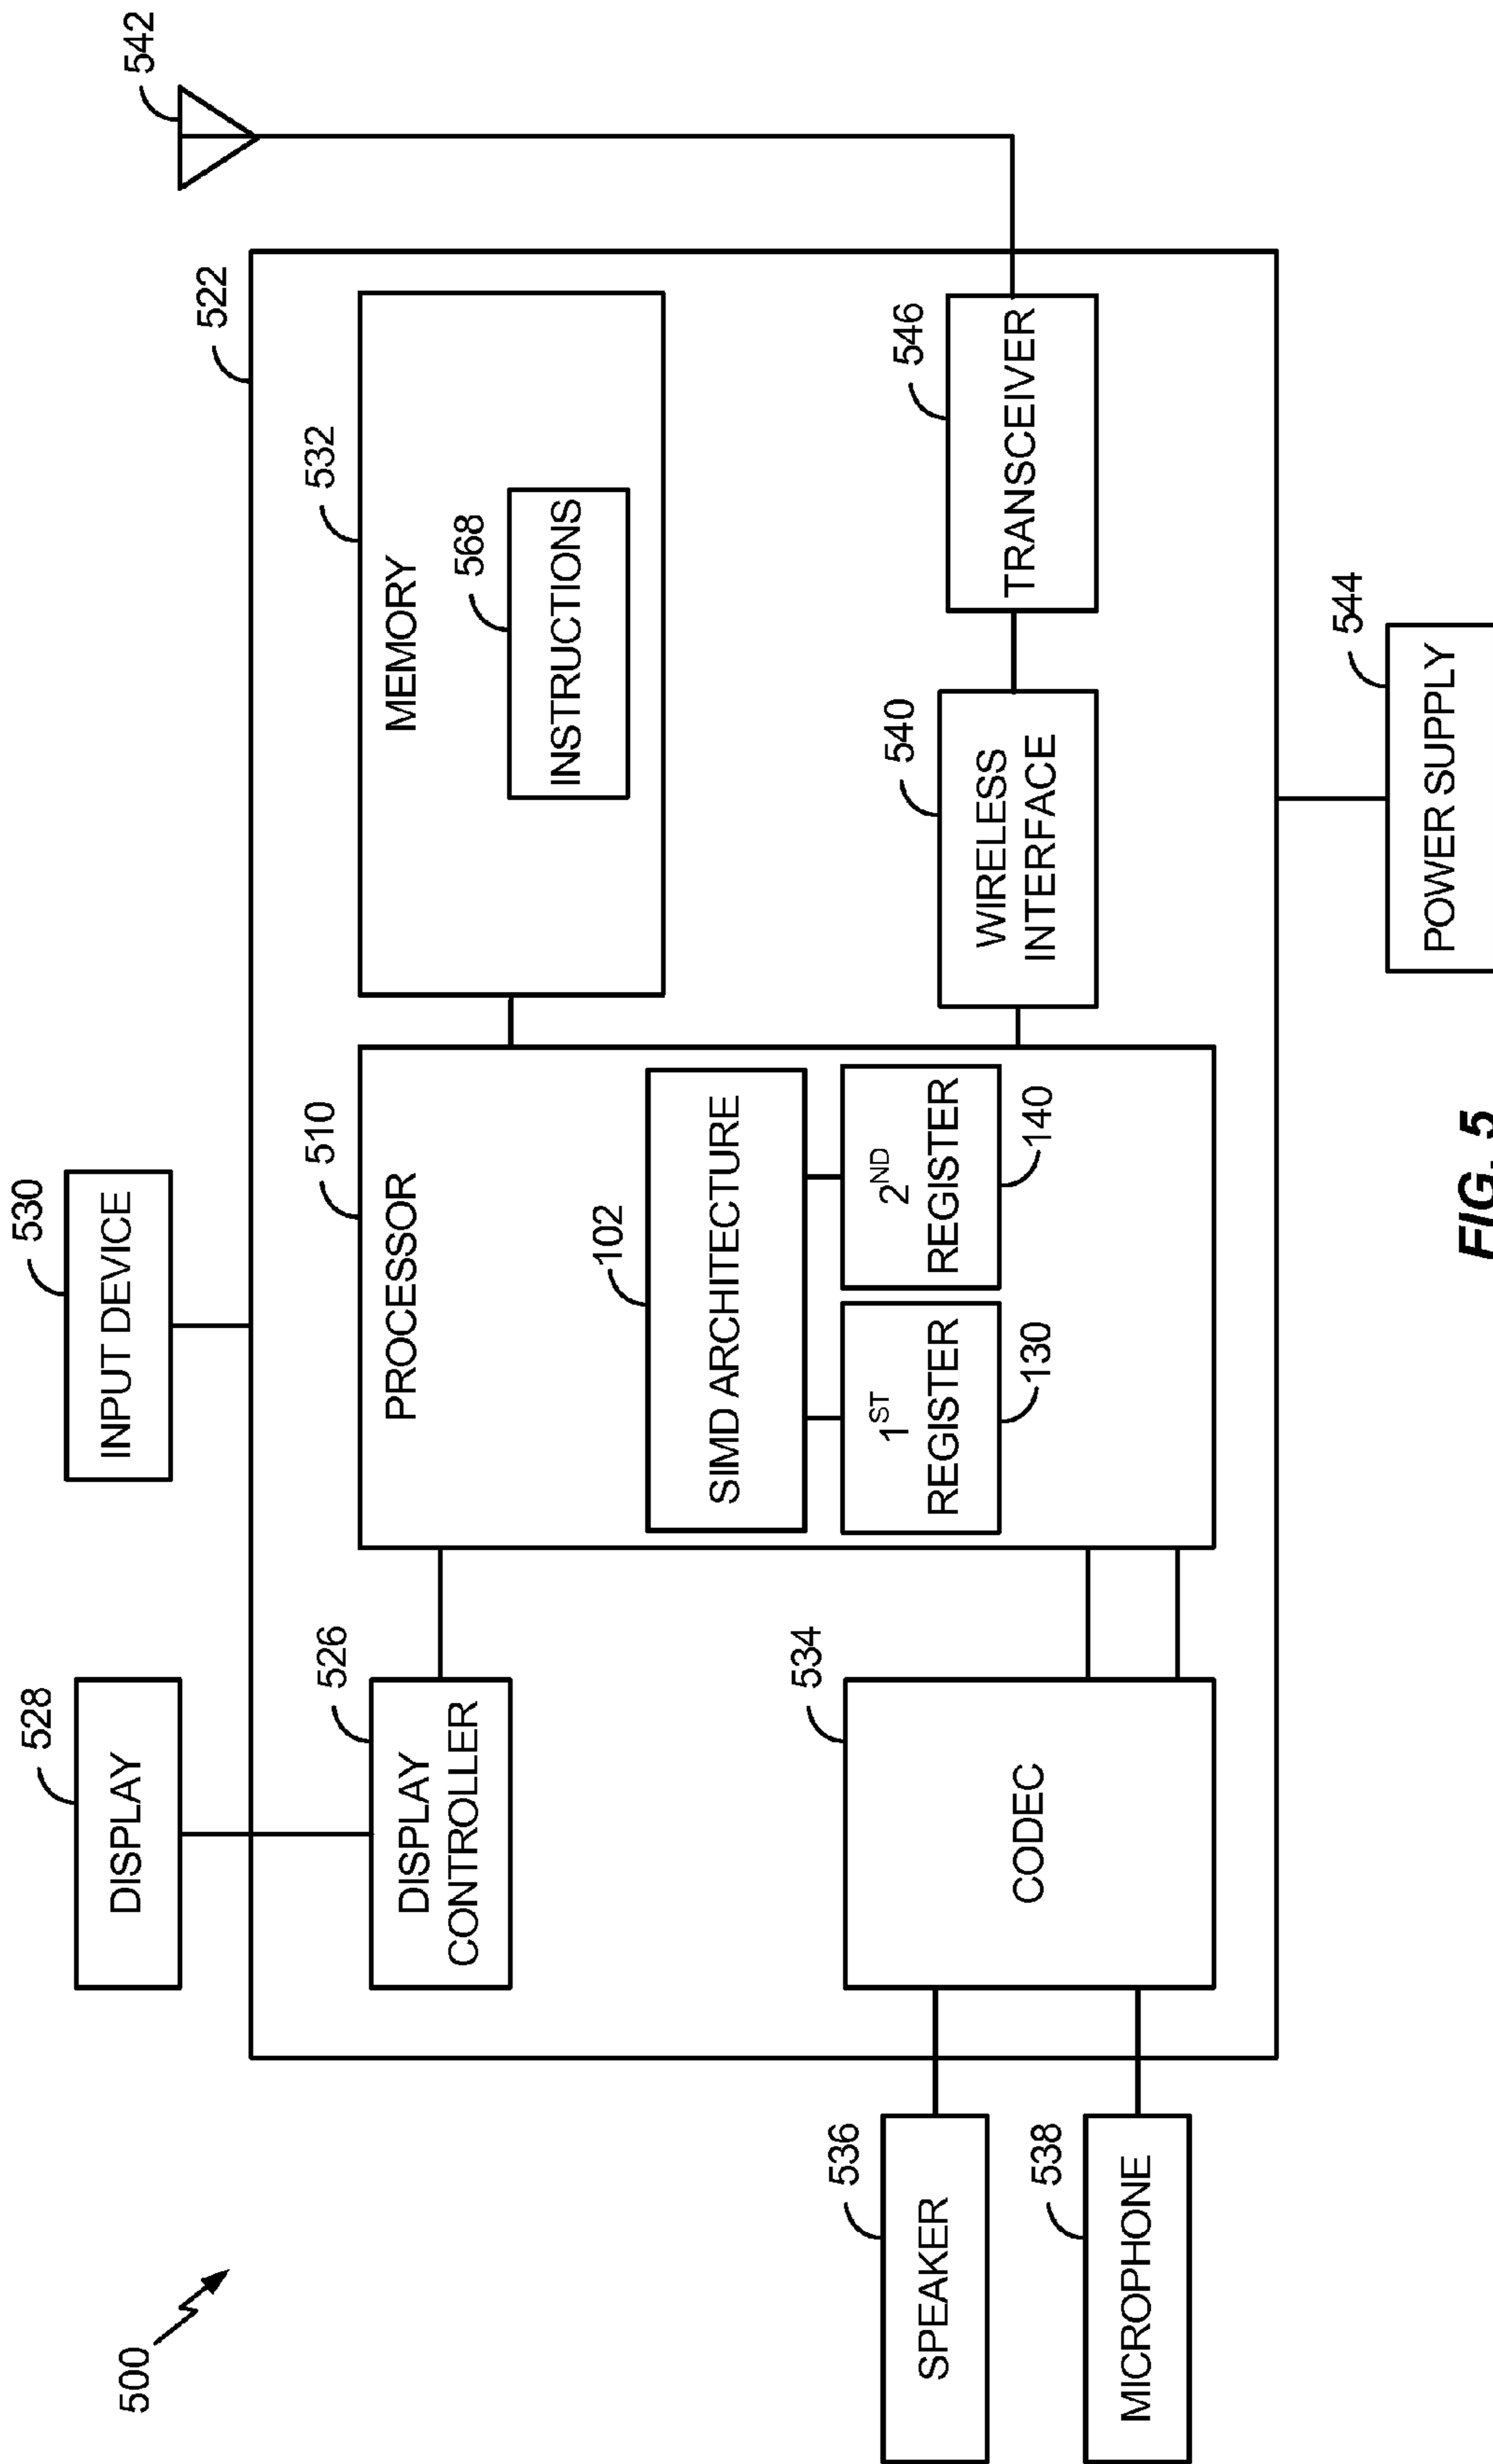 500
528
DISPLAY
530
INPUT DEVICE
522
542
526
DISPLAY
CONTROLLER
510
PROCESSOR
102
SIMD ARCHITECTURE
1ST
REGISTER
130
2ND
REGISTER
140
532
MEMORY
568
INSTRUCTIONS
536
SPEAKER
538
MICROPHONE
534
CODEC
540
WIRELESS
INTERFACE
546
TRANSCEIVER
544
POWER SUPPLY
FIG. 5